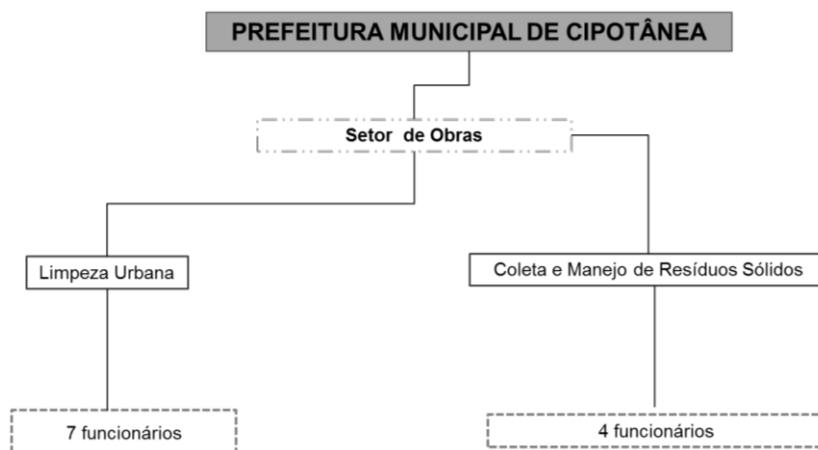 PREFEITURA MUNICIPAL DE CIPOTÂNEA
Setor de Obras
Limpeza Urbana
Coleta e Manejo de Resíduos Sólidos
7 funcionários
4 funcionários